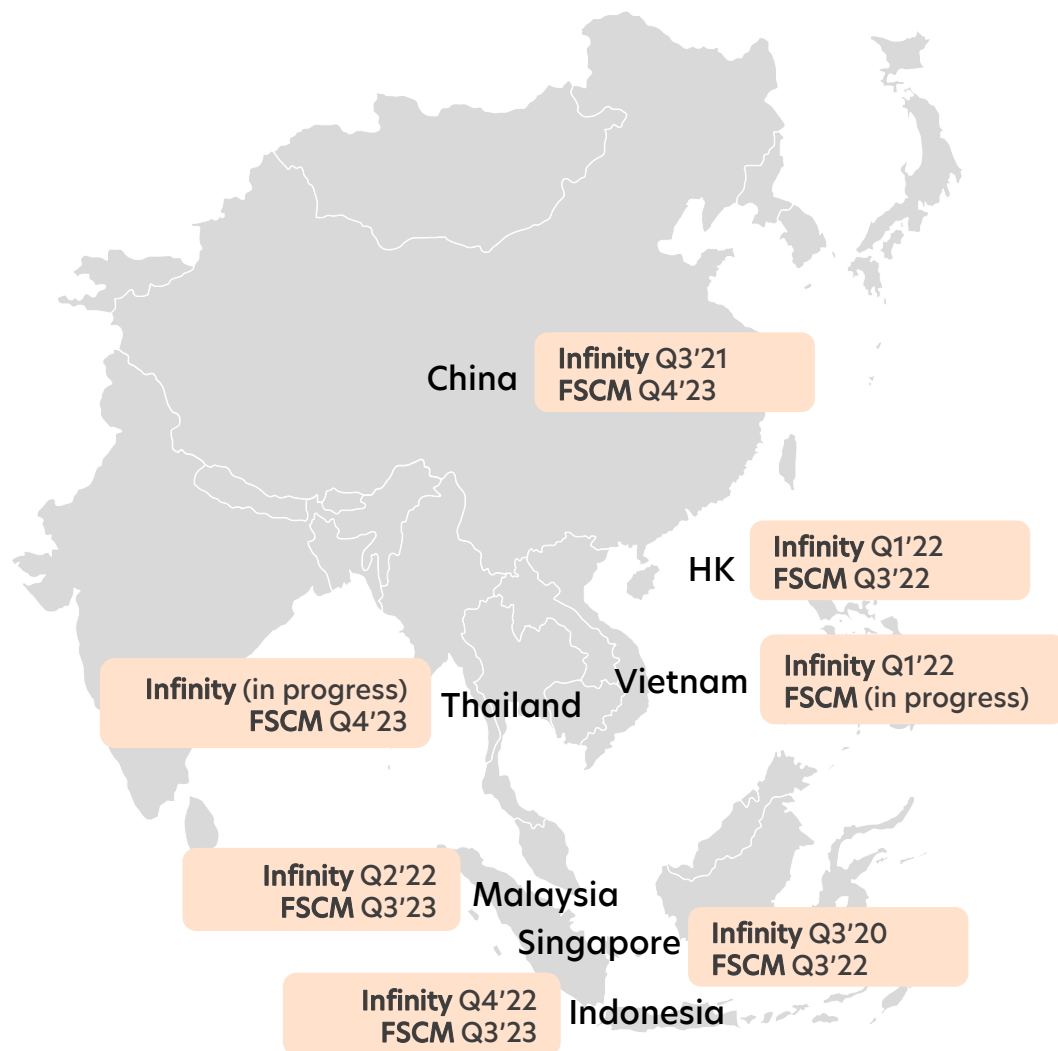 China
Infinity Q3'21
FSCM Q4'23
HK
Infinity Q1'22
FSCM Q3'22
Vietnam
Infinity Q1'22
FSCM (in progress)
Infinity (in progress)
FSCM Q4'23
Thailand
Infinity Q2'22
FSCM Q3'23
Malaysia
Singapore
Infinity Q3'20
FSCM Q3'22
Infinity Q4'22
FSCM Q3'23
Indonesia